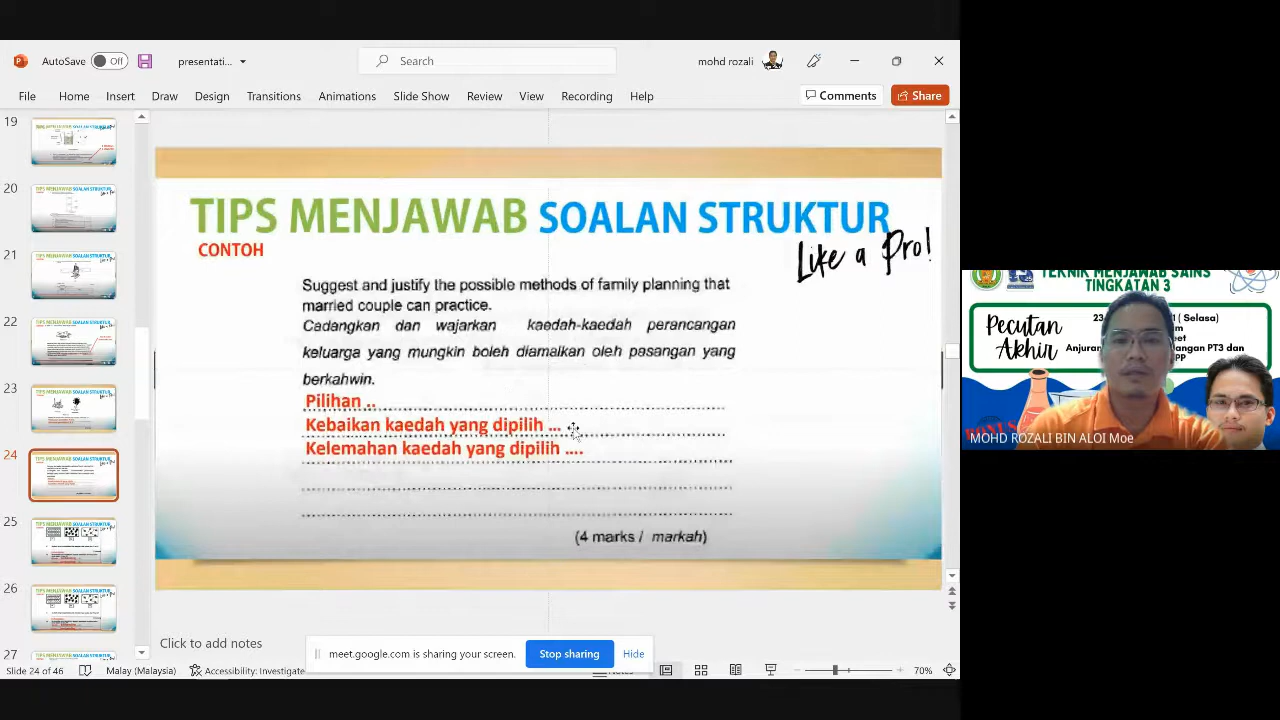 AutoSave Off presentati... Search mohd rozali
File Home Insert Draw Design Transitions Animations Slide Show Review View Recording Help Comments Share
19
20
21
22
23
24
25
26
27
TIPS MENJAWAB SOALAN STRUKTUR
CONTOH
Like a Pro!
Suggest and justify the possible methods of family planning that
married couple can practice.
Cadangkan dan wajarkan kaedah-kaedah perancangan
keluarga yang mungkin boleh diamalkan oleh pasangan yang
berkahwin.
Pilihan ..
Kebaikan kaedah yang dipilih ...
Kelemahan kaedah yang dipilih ....
(4 marks / markah)
Click to add notes
meet.google.com is sharing your screen. Stop sharing Hide
Slide 24 of 46 Malay (Malaysia) Accessibility: Investigate 70%
TEKNIK MENJAWAB SAINS
TINGKATAN 3
Pecutan
Akhir
MOHD ROZALI BIN ALOI Moe